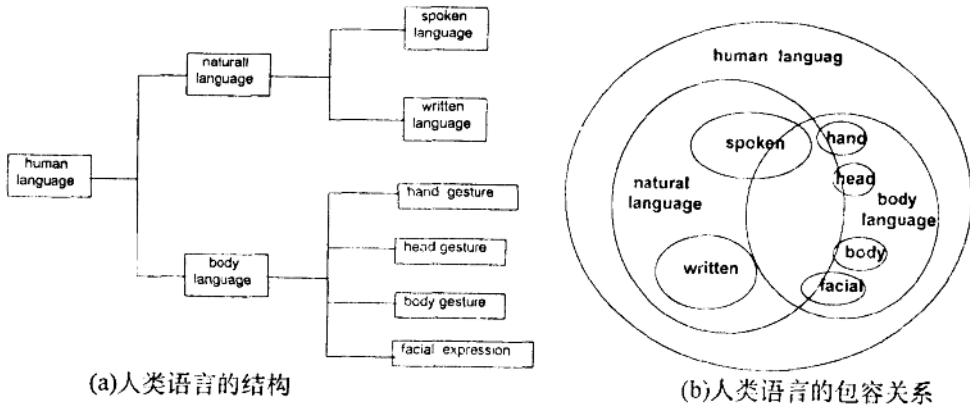 human
language
naturall
language
body
language
spoken
language
written
language
hand gesture
head gesture
body gesture
facial expression
(a)人类语言的结构
human languag
spoken
natural
language
written
hand
head
body
language
body
facial
(b)人类语言的包容关系